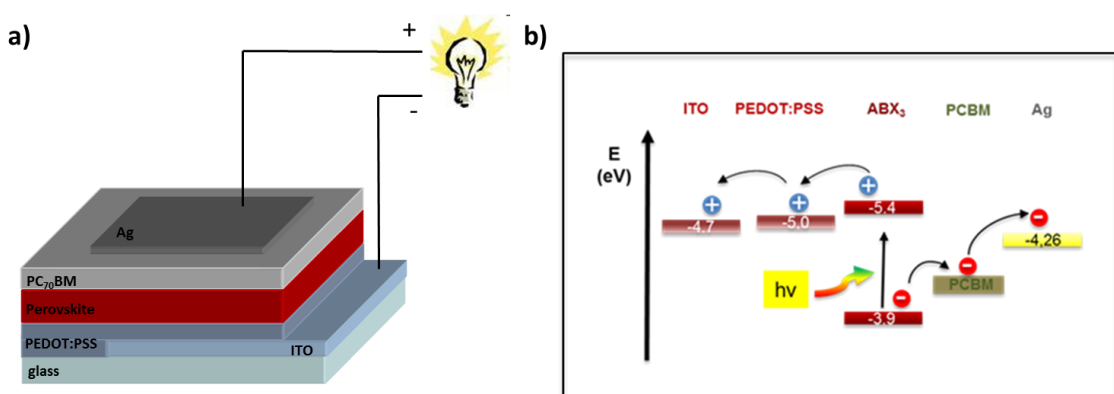 a)
+
-
Ag
PC₇₀BM
Perovskite
PEDOT:PSS
ITO
glass
b)
ITO PEDOT:PSS ABX₃ PCBM Ag
E
(eV)
+ + +
-4.7 -5,0 -5,4
- -4,26
hν
- -
PCBM
-3,9